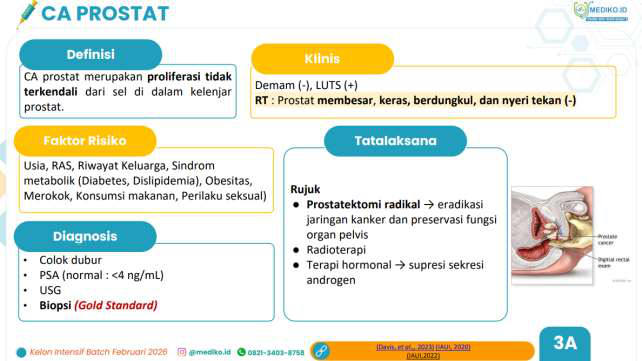 CA PROSTAT
MEDIKO.ID
Definisi
CA prostat merupakan proliferasi tidak
terkendali dari sel di dalam kelenjar
prostat.
Klinis
Demam (-), LUTS (+)
RT : Prostat membesar, keras, berdungkul, dan nyeri tekan (-)
Faktor Risiko
Usia, RAS, Riwayat Keluarga, Sindrom
metabolik (Diabetes, Dislipidemia), Obesitas,
Merokok, Konsumsi makanan, Perilaku seksual)
Tatalaksana
Rujuk
● Prostatektomi radikal → eradikasi
jaringan kanker dan preservasi fungsi
organ pelvis
● Radioterapi
● Terapi hormonal → supresi sekresi
androgen
Diagnosis
• Colok dubur
• PSA (normal : <4 ng/mL)
• USG
• Biopsi (Gold Standard)
Prostate
cancer
Digital rectal
exam
Kelon Intensif Batch Februari 2026
@mediko.id
0821-3403-8758
(Davis, et al., 2023) (IAUI, 2020)
(IAUI,2022)
3A